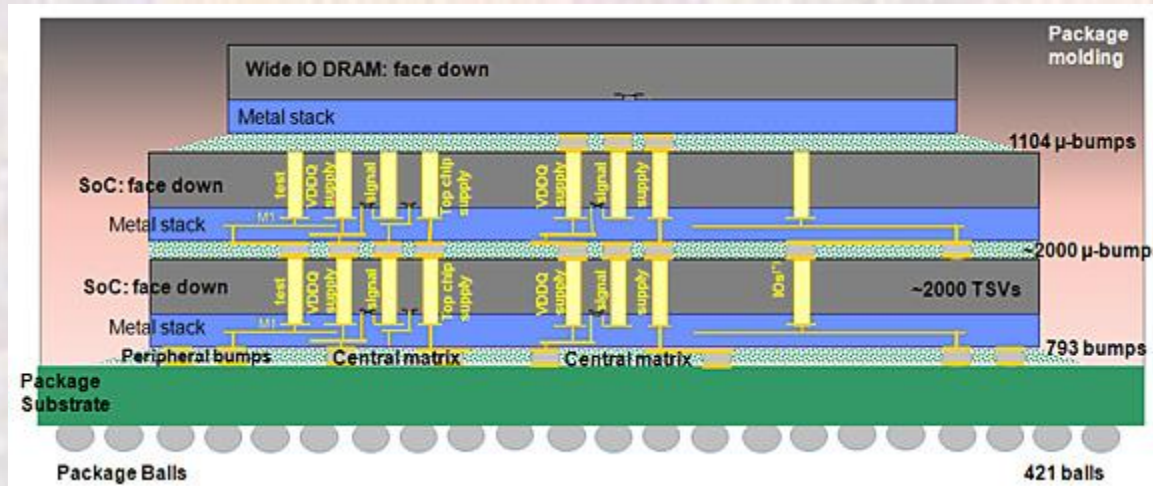 Package
molding
Wide IO DRAM: face down
Metal stack
1104 µ-bumps
SoC: face down
test
VDDQ
supply
signal
Top chip
supply
VDDQ
supply
signal
supply
M1
Metal stack
~2000 µ-bumps
SoC: face down
test
VDDQ
supply
signal
Top chip
supply
VDDQ
supply
signal
supply
IOs(*)
~2000 TSVs
M1
Metal stack
793 bumps
Peripheral bumps
Central matrix
Central matrix
Package
Substrate
Package Balls
421 balls